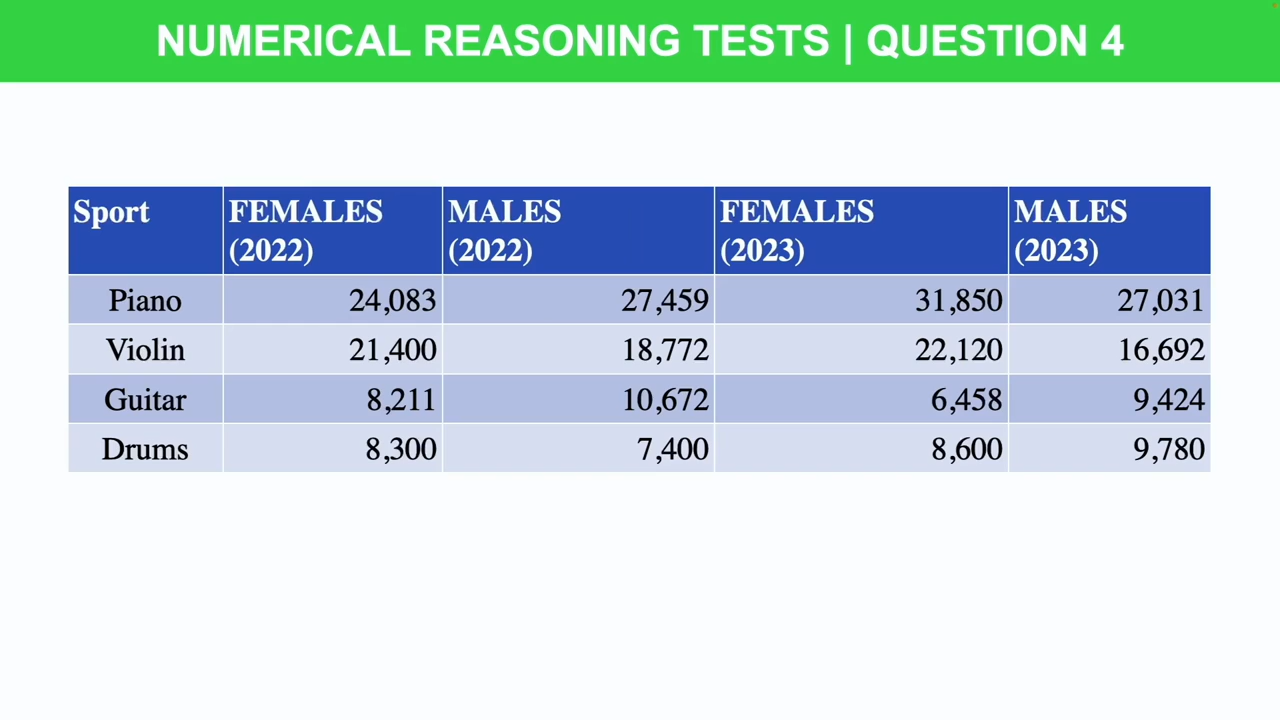 NUMERICAL REASONING TESTS | QUESTION 4
Sport FEMALES (2022) MALES (2022) FEMALES (2023) MALES (2023)
Piano 24,083 27,459 31,850 27,031
Violin 21,400 18,772 22,120 16,692
Guitar 8,211 10,672 6,458 9,424
Drums 8,300 7,400 8,600 9,780